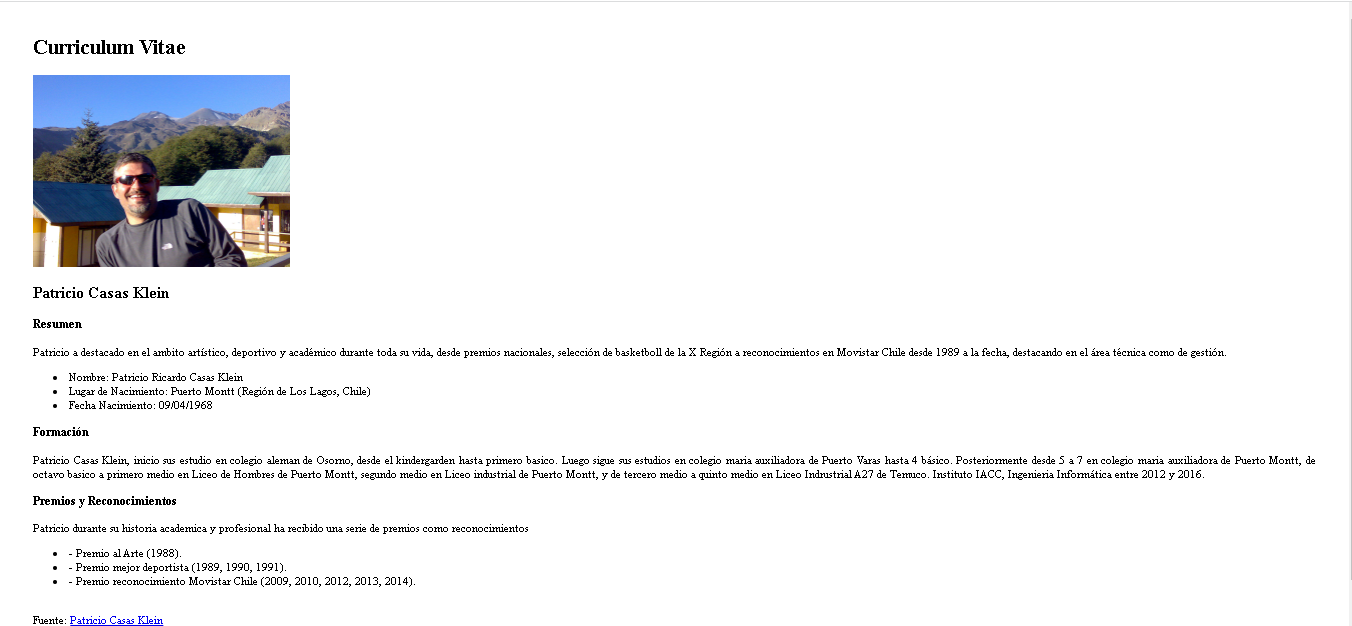 Curriculum Vitae
Patricio Casas Klein
Resumen
Patricio a destacado en el ambito artístico, deportivo y académico durante toda su vida, desde premios nacionales, selección de basketboll de la X Región a reconocimientos en Movistar Chile desde 1989 a la fecha, destacando en el área técnica como de gestión.
• Nombre: Patricio Ricardo Casas Klein
• Lugar de Nacimiento: Puerto Montt (Región de Los Lagos, Chile)
• Fecha Nacimiento: 09/04/1968
Formación
Patricio Casas Klein, inicio sus estudio en colegio aleman de Osorno, desde el kindergarden hasta primero basico. Luego sigue sus estudios en colegio maria auxiliadora de Puerto Varas hasta 4 básico. Posteriormente desde 5 a 7 en colegio maria auxiliadora de Puerto Montt, de
octavo basico a primero medio en Liceo de Hombres de Puerto Montt, segundo medio en Liceo industrial de Puerto Montt, y de tercero medio a quinto medio en Liceo Indrustrial A27 de Temuco. Instituto IACC, Ingenieria Informática entre 2012 y 2016.
Premios y Reconocimientos
Patricio durante su historia academica y profesional ha recibido una serie de premios como reconocimientos
• - Premio al Arte (1988).
• - Premio mejor deportista (1989, 1990, 1991).
• - Premio reconocimiento Movistar Chile (2009, 2010, 2012, 2013, 2014).
Fuente: Patricio Casas Klein